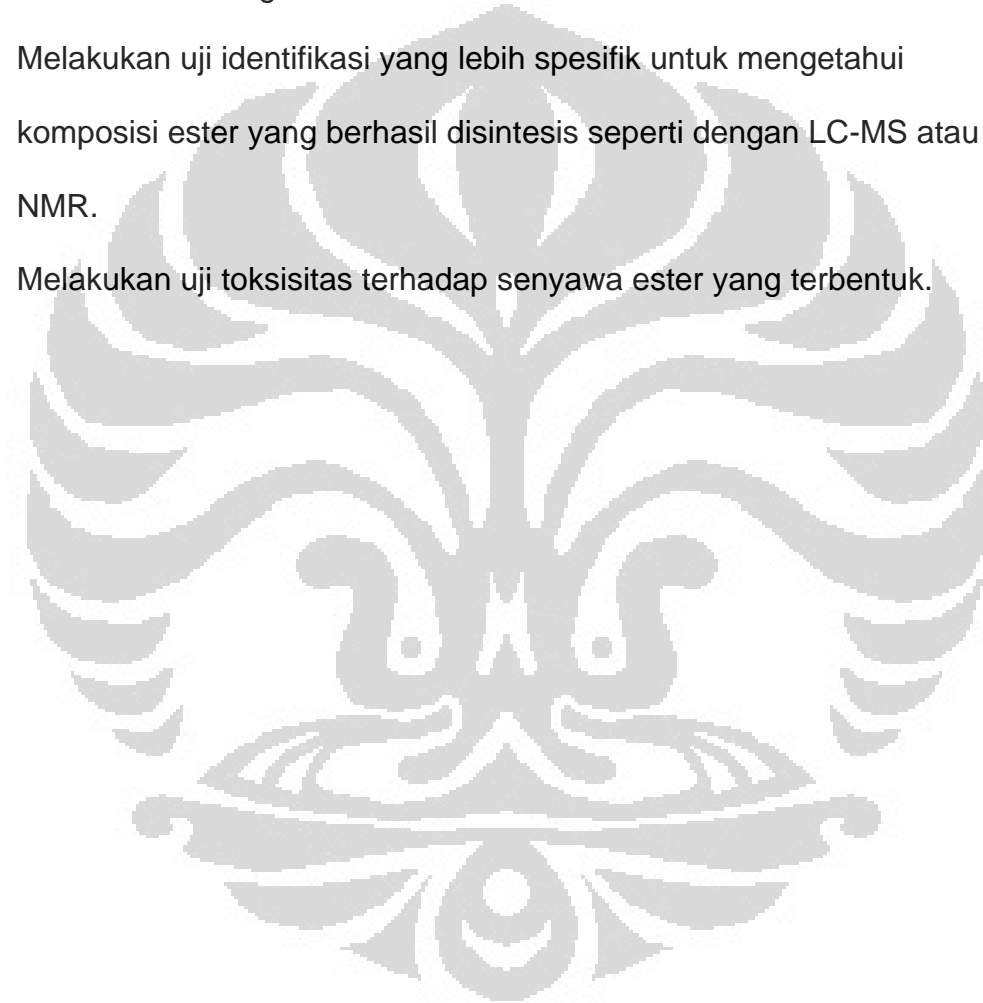 Melakukan uji identifikasi yang lebih spesifik untuk mengetahui
komposisi ester yang berhasil disintesis seperti dengan LC-MS atau
NMR.
Melakukan uji toksisitas terhadap senyawa ester yang terbentuk.